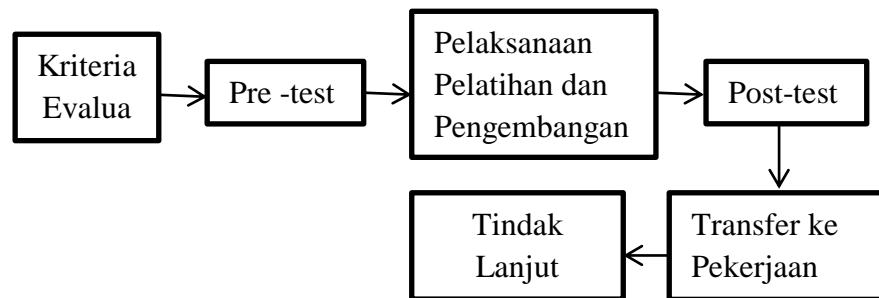 Kriteria
Evalua
Pre -test
Pelaksanaan
Pelatihan dan
Pengembangan
Post-test
Transfer ke
Pekerjaan
Tindak
Lanjut